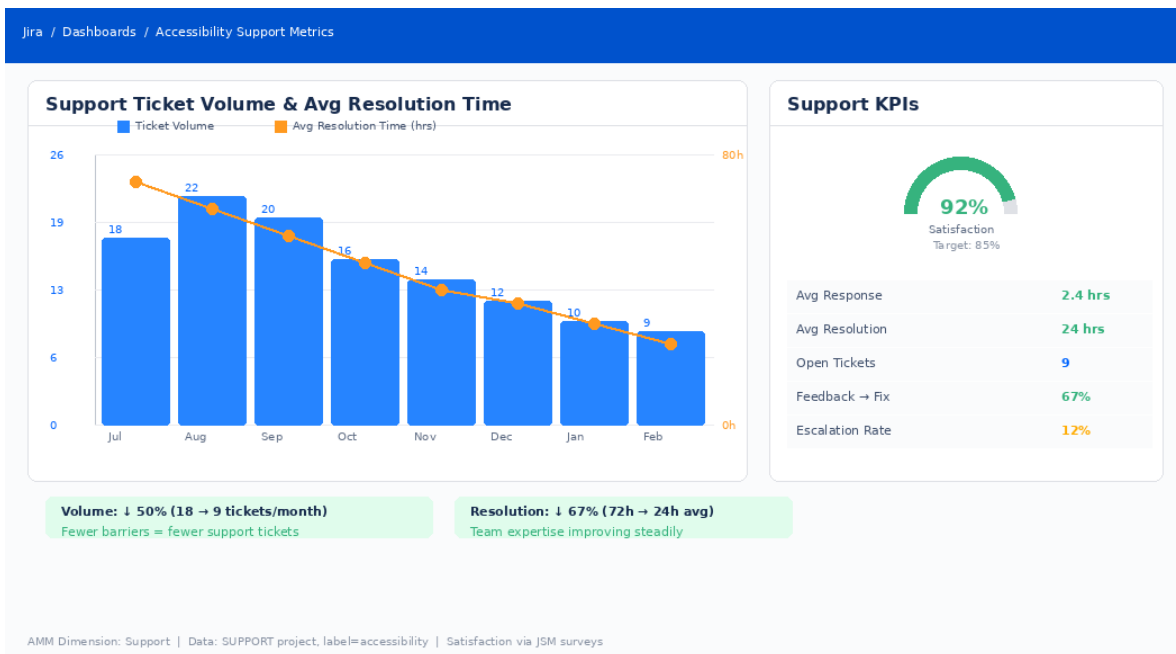 Jira / Dashboards / Accessibility Support Metrics
Support Ticket Volume & Avg Resolution Time
Ticket Volume
Avg Resolution Time (hrs)
26
19
13
6
0
80h
0h
18
22
20
16
14
12
10
9
Jul
Aug
Sep
Oct
Nov
Dec
Jan
Feb
Support KPIs
92%
Satisfaction
Target: 85%
Avg Response 2.4 hrs
Avg Resolution 24 hrs
Open Tickets 9
Feedback → Fix 67%
Escalation Rate 12%
Volume: ↓ 50% (18 → 9 tickets/month)
Fewer barriers = fewer support tickets
Resolution: ↓ 67% (72h → 24h avg)
Team expertise improving steadily
AMM Dimension: Support | Data: SUPPORT project, label=accessibility | Satisfaction via JSM surveys